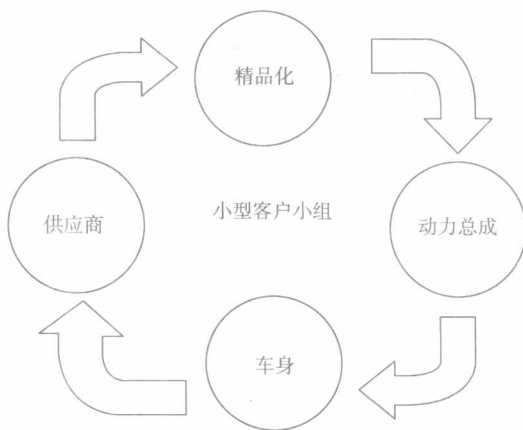 精品化
供应商
小型客户小组
动力总成
车身